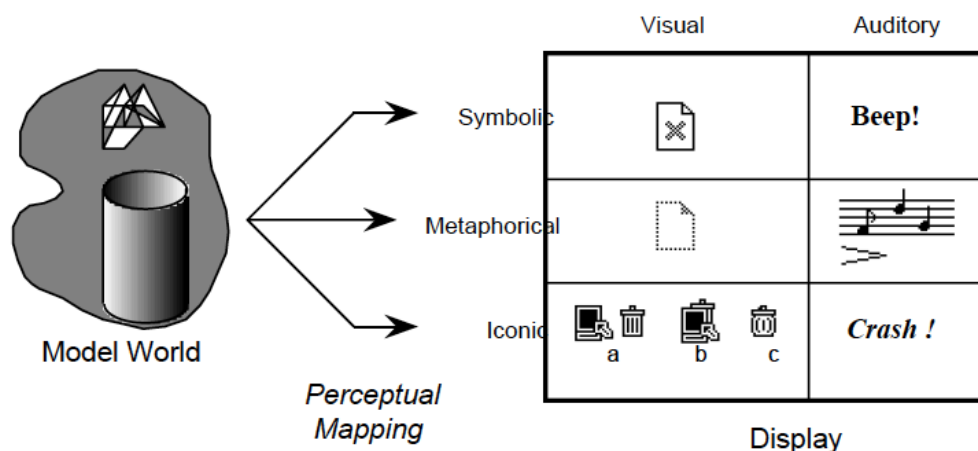 Visual Auditory
Symbolic Beep!
Metaphorical
Iconic Crash !
a b c
Model World
Perceptual
Mapping
Display